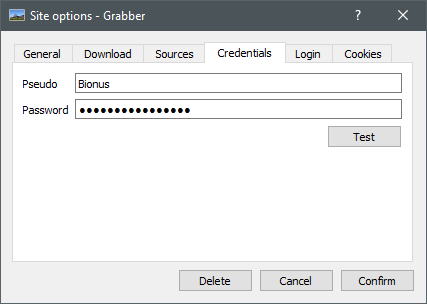 Site options - Grabber
General Download Sources Credentials Login Cookies
Pseudo Bionus
Password ●●●●●●●●●●●●●●●●
Test
Delete Cancel Confirm